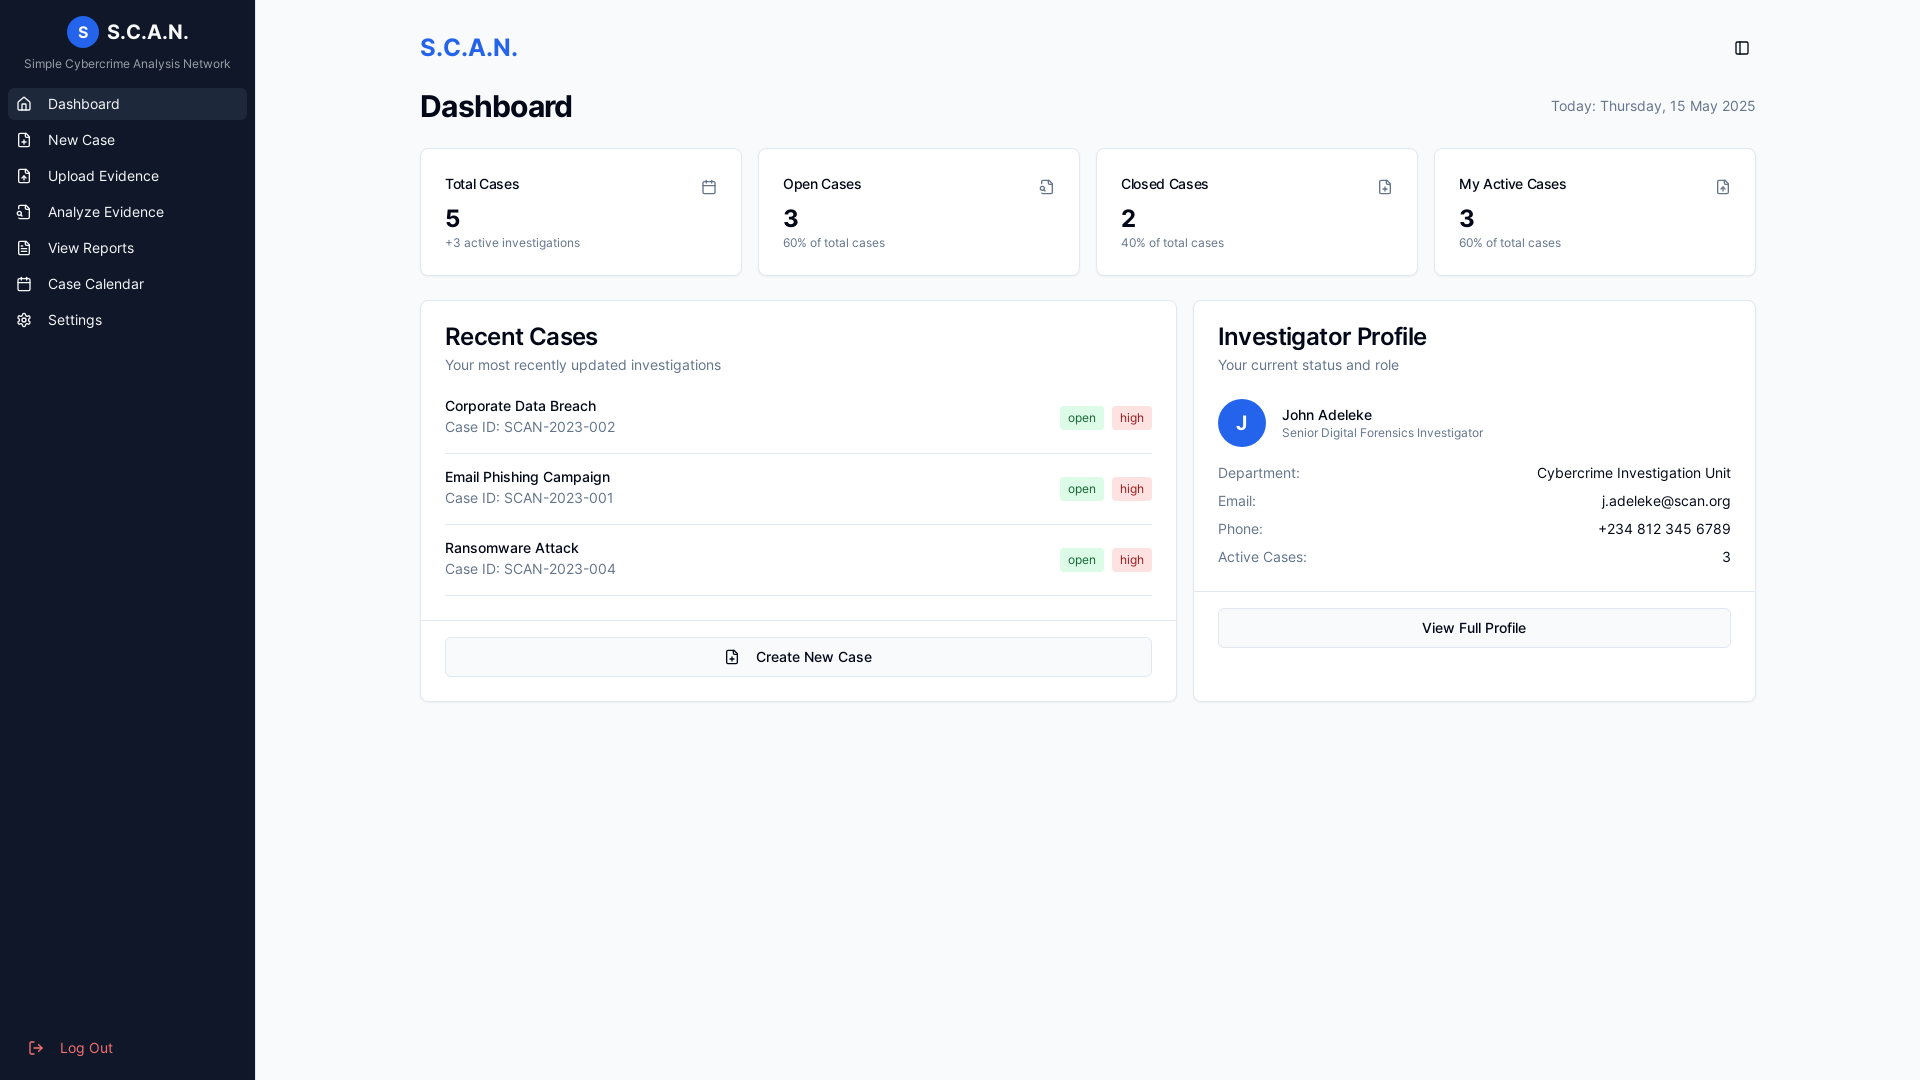 S
S.C.A.N.
Simple Cybercrime Analysis Network
Dashboard
New Case
Upload Evidence
Analyze Evidence
View Reports
Case Calendar
Settings
Log Out
S.C.A.N.
Dashboard
Today: Thursday, 15 May 2025
Total Cases
5
+3 active investigations
Open Cases
3
60% of total cases
Closed Cases
2
40% of total cases
My Active Cases
3
60% of total cases
Recent Cases
Your most recently updated investigations
Corporate Data Breach
Case ID: SCAN-2023-002
open high
Email Phishing Campaign
Case ID: SCAN-2023-001
open high
Ransomware Attack
Case ID: SCAN-2023-004
open high
Create New Case
Investigator Profile
Your current status and role
J
John Adeleke
Senior Digital Forensics Investigator
Department: Cybercrime Investigation Unit
Email: j.adeleke@scan.org
Phone: +234 812 345 6789
Active Cases: 3
View Full Profile